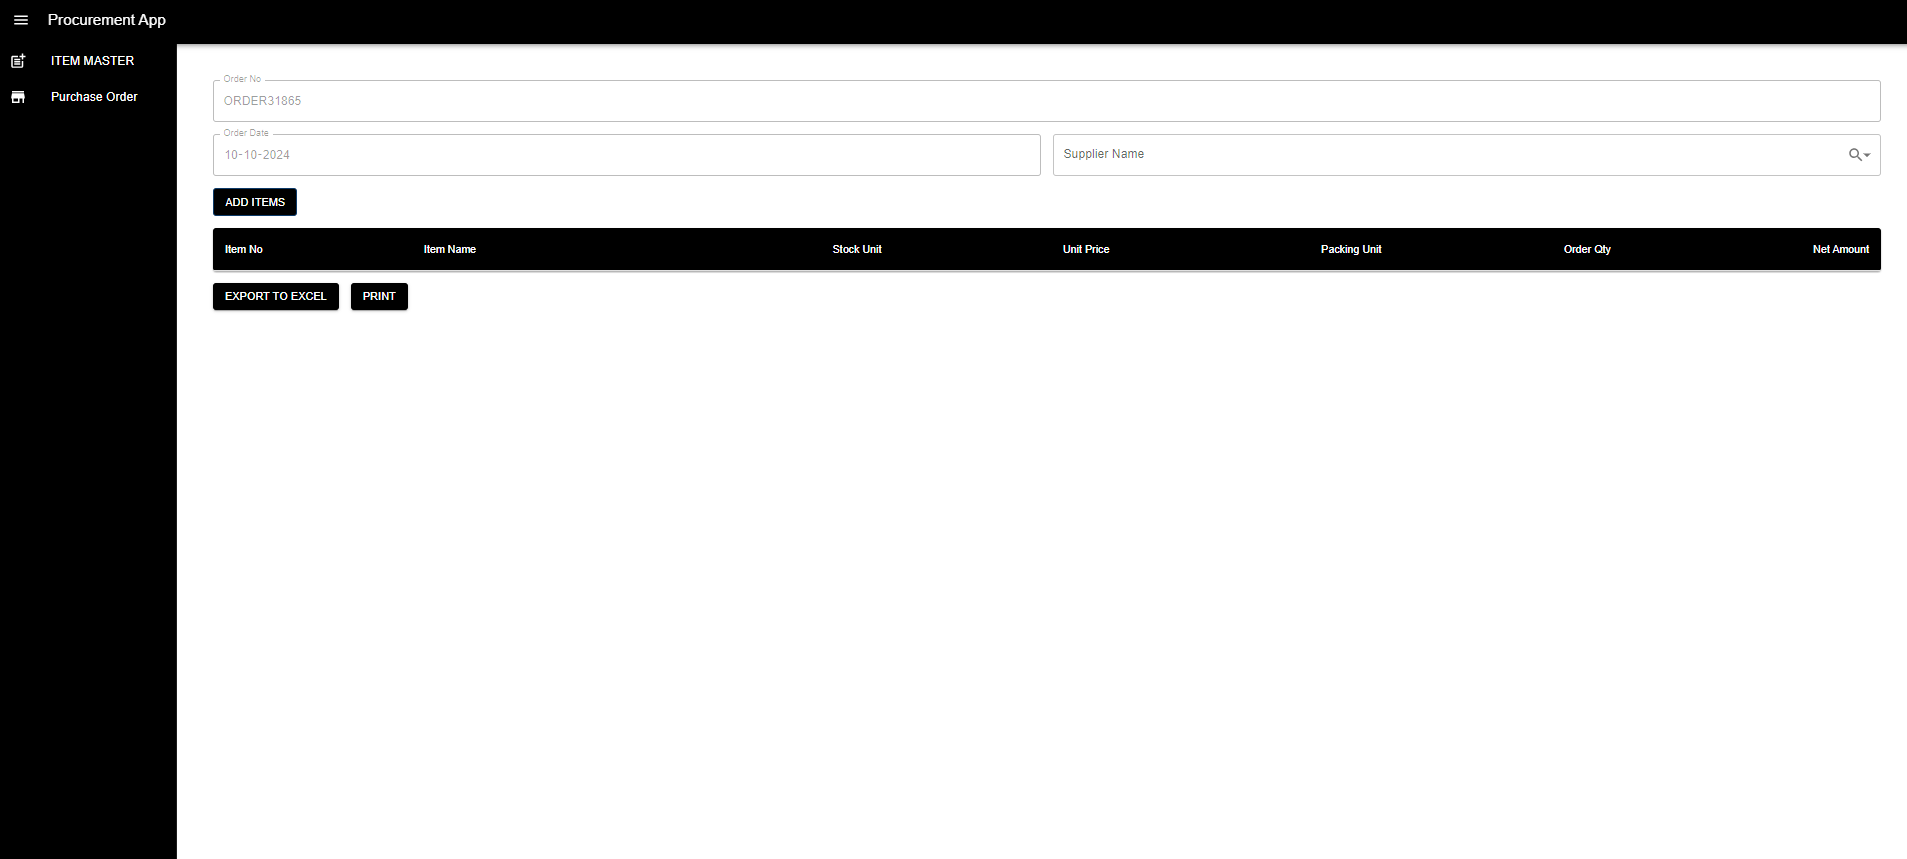 Procurement App
ITEM MASTER
Purchase Order
Order No
ORDER31865
Order Date
10-10-2024
Supplier Name
ADD ITEMS
Item No Item Name Stock Unit Unit Price Packing Unit Order Qty Net Amount
EXPORT TO EXCEL PRINT